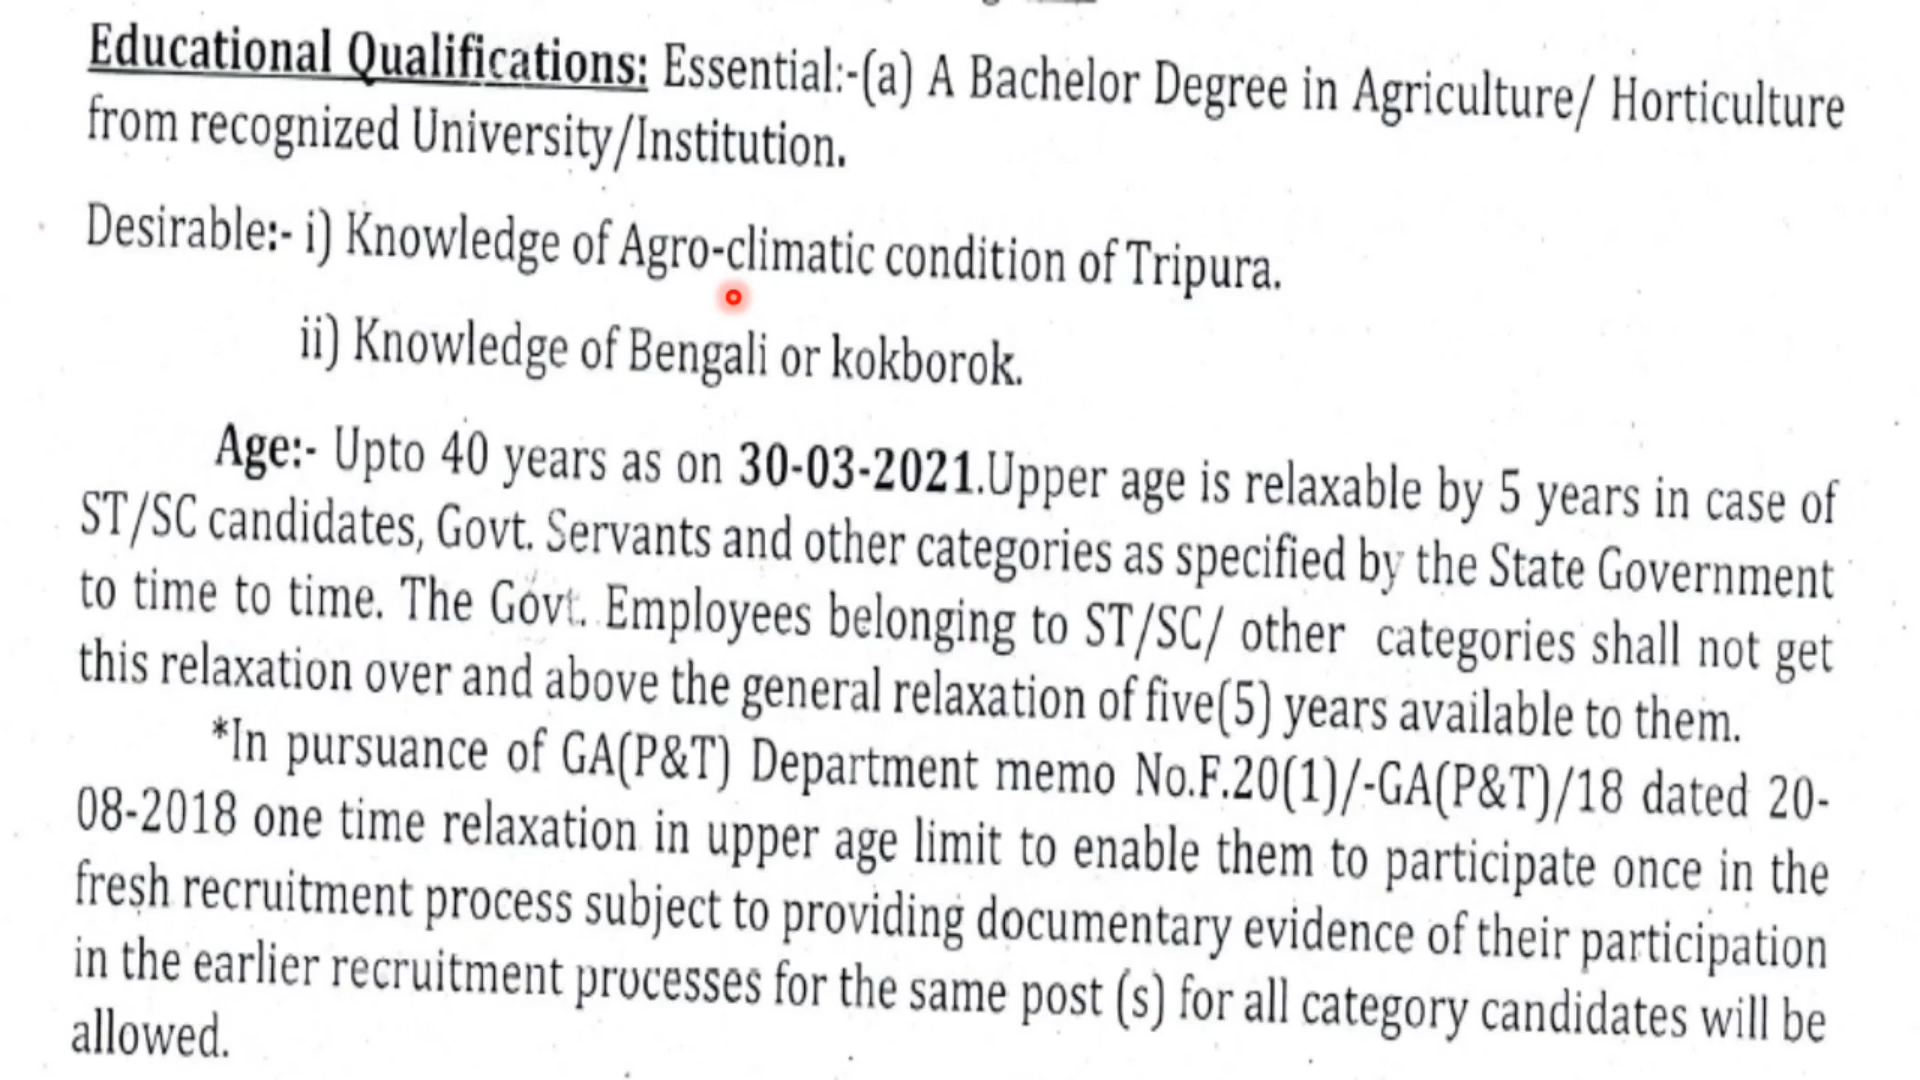 Educational Qualifications: Essential:-(a) A Bachelor Degree in Agriculture/ Horticulture
from recognized University/Institution.
Desirable:- i) Knowledge of Agro-climatic condition of Tripura.
ii) Knowledge of Bengali or kokborok.
Age:- Upto 40 years as on 30-03-2021.Upper age is relaxable by 5 years in case of
ST/SC candidates, Govt. Servants and other categories as specified by the State Government
to time to time. The Govt. Employees belonging to ST/SC/ other categories shall not get
this relaxation over and above the general relaxation of five(5) years available to them.
*In pursuance of GA(P&T) Department memo No.F.20(1)/-GA(P&T)/18 dated 20-
08-2018 one time relaxation in upper age limit to enable them to participate once in the
fresh recruitment process subject to providing documentary evidence of their participation
in the earlier recruitment processes for the same post (s) for all category candidates will be
allowed.